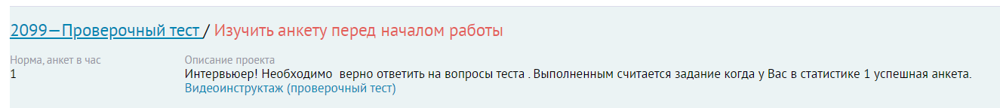 2099—Проверочный тест / Изучить анкету перед началом работы
Норма, анкет в час
1
Описание проекта
Интервьюер! Необходимо верно ответить на вопросы теста . Выполненным считается задание когда у Вас в статистике 1 успешная анкета.
Видеоинструктаж (проверочный тест)